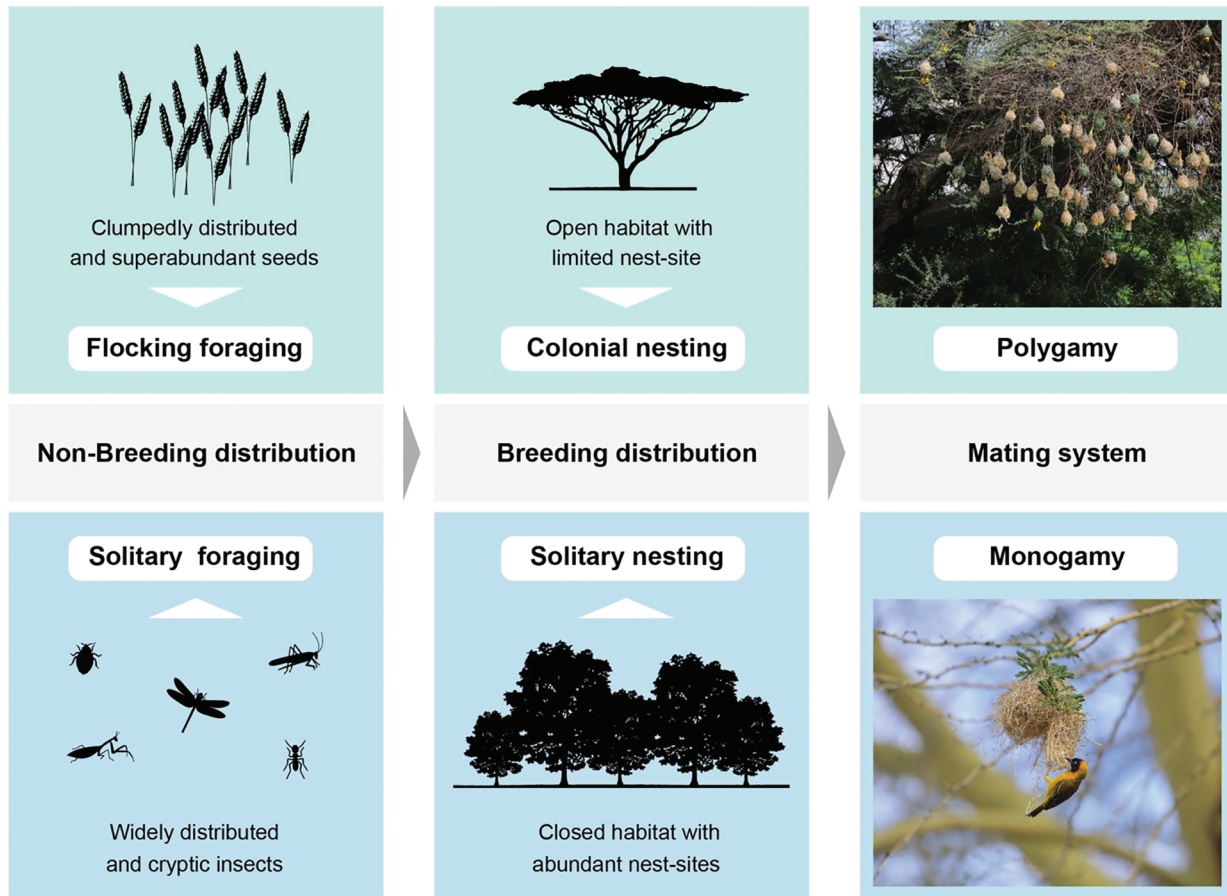 Clumpedly distributed
and superabundant seeds
Flocking foraging
Open habitat with
limited nest-site
Colonial nesting
Polygamy
Non-Breeding distribution
Breeding distribution
Mating system
Solitary foraging
Widely distributed
and cryptic insects
Solitary nesting
Closed habitat with
abundant nest-sites
Monogamy